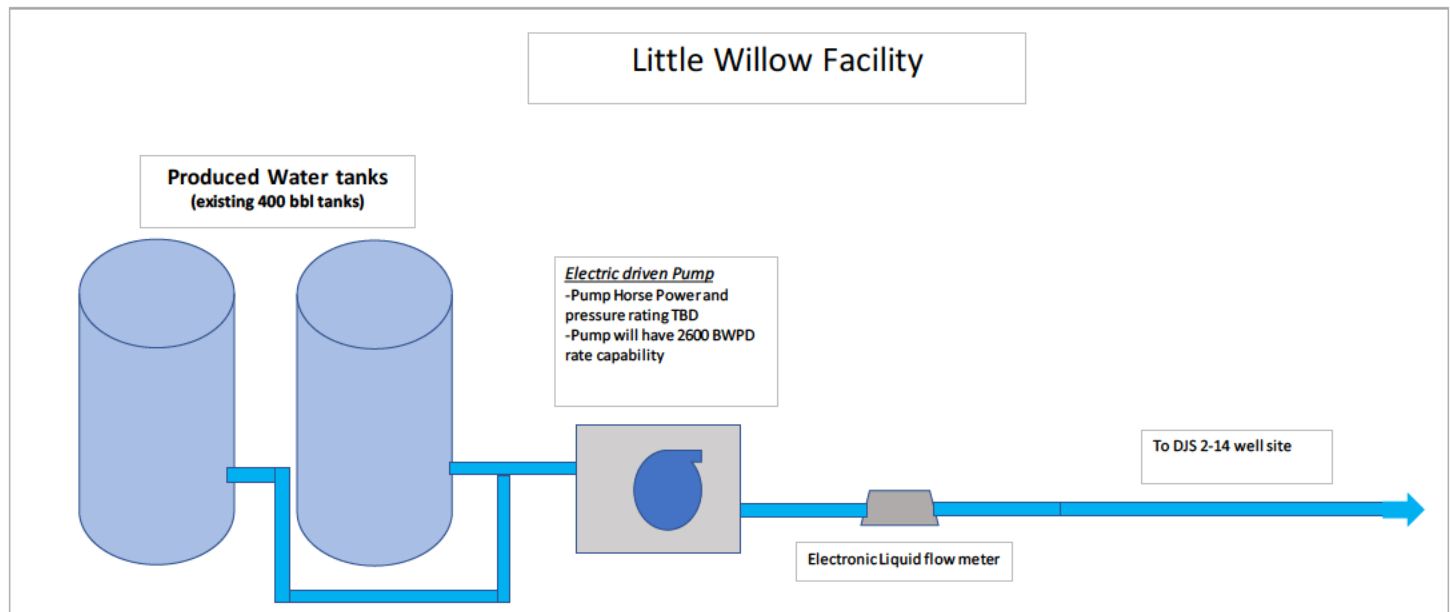 Little Willow Facility
Produced Water tanks
(existing 400 bbl tanks)
Electric driven Pump
-Pump Horse Power and
pressure rating TBD
-Pump will have 2600 BWPD
rate capability
To DJS 2-14 well site
Electronic Liquid flow meter